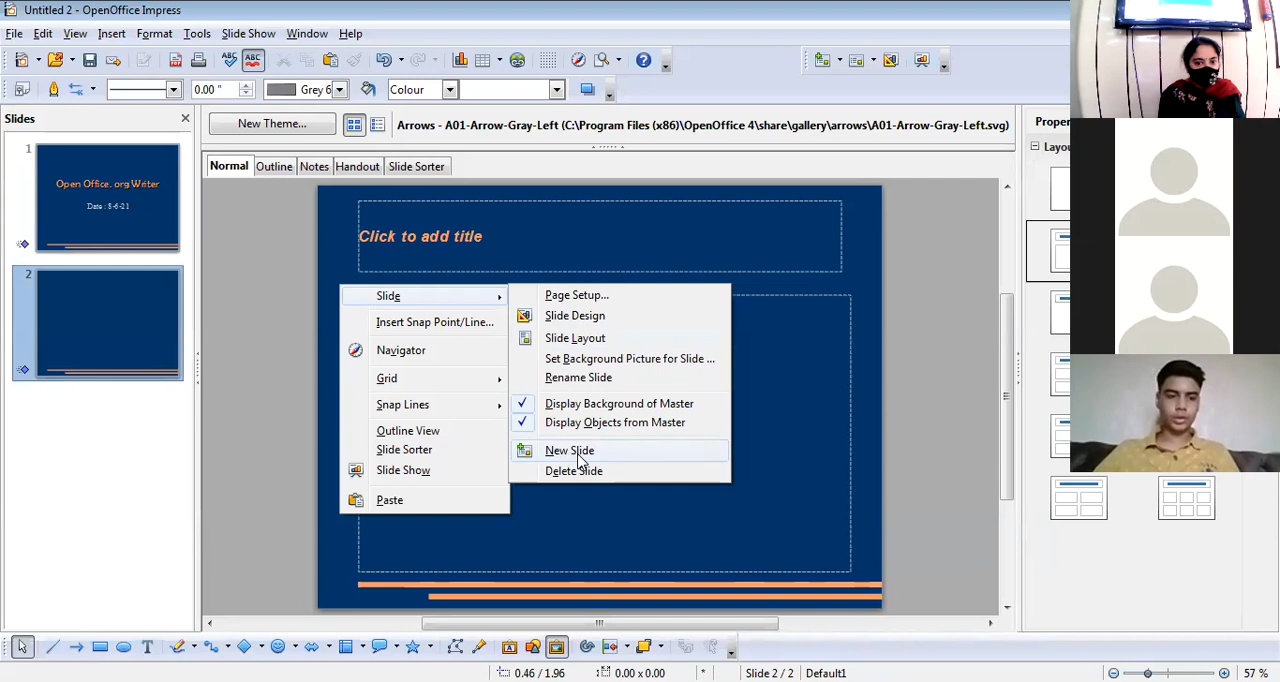 Untitled 2 - OpenOffice Impress
File Edit View Insert Format Tools Slide Show Window Help
0.00 " Grey 6 Colour
Slides
New Theme...
Arrows - A01-Arrow-Gray-Left (C:\Program Files (x86)\OpenOffice 4\share\gallery\arrows\A01-Arrow-Gray-Left.svg)
Normal Outline Notes Handout Slide Sorter
1
Open Office. org Writer
Date : 8-6-21
2
Click to add title
Slide
Insert Snap Point/Line...
Navigator
Grid
Snap Lines
Outline View
Slide Sorter
Slide Show
Paste
Page Setup...
Slide Design
Slide Layout
Set Background Picture for Slide ...
Rename Slide
Display Background of Master
Display Objects from Master
New Slide
Delete Slide
Proper
Layou
0.46 / 1.96 0.00 x 0.00 * Slide 2 / 2 Default1 57 %